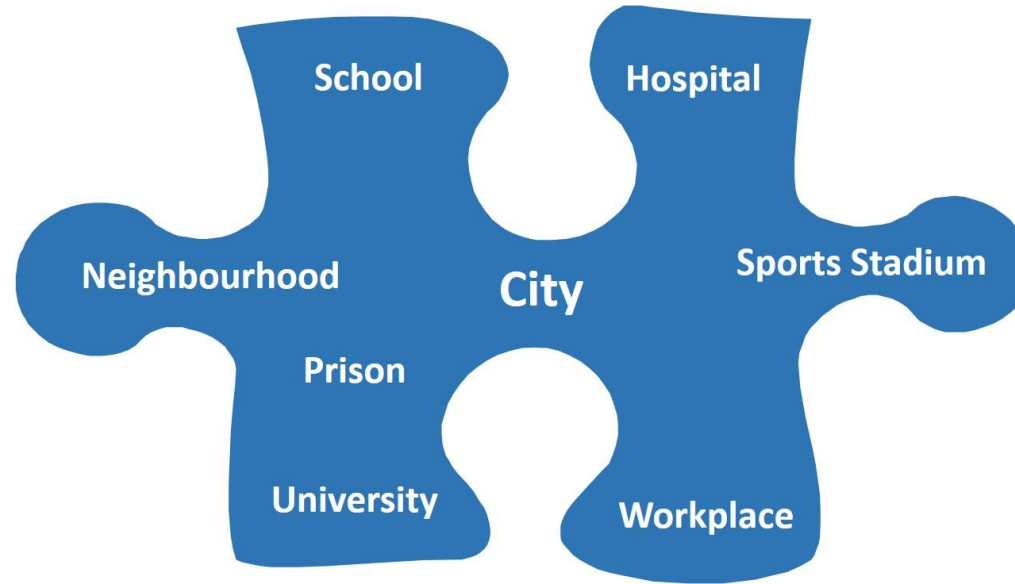 School
Hospital
Neighbourhood
City
Sports Stadium
Prison
University
Workplace